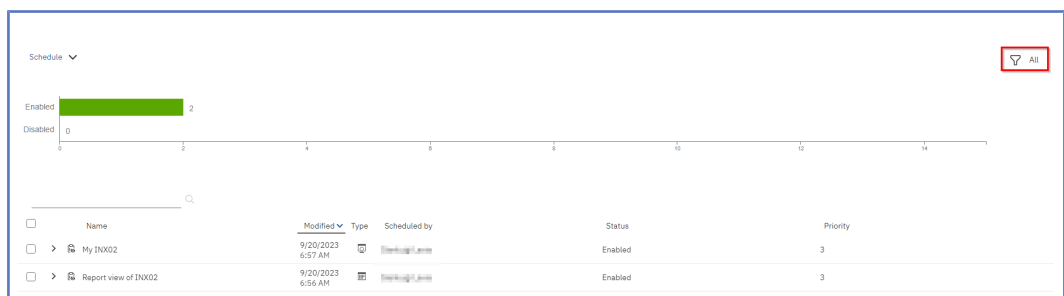 Schedule
All
Enabled 2
Disabled 0
0 2 4 6 8 10 12 14
Name Modified Type Scheduled by Status Priority
My INX02 9/20/2023 6:57 AM Enabled 3
Report view of INX02 9/20/2023 6:56 AM Enabled 3